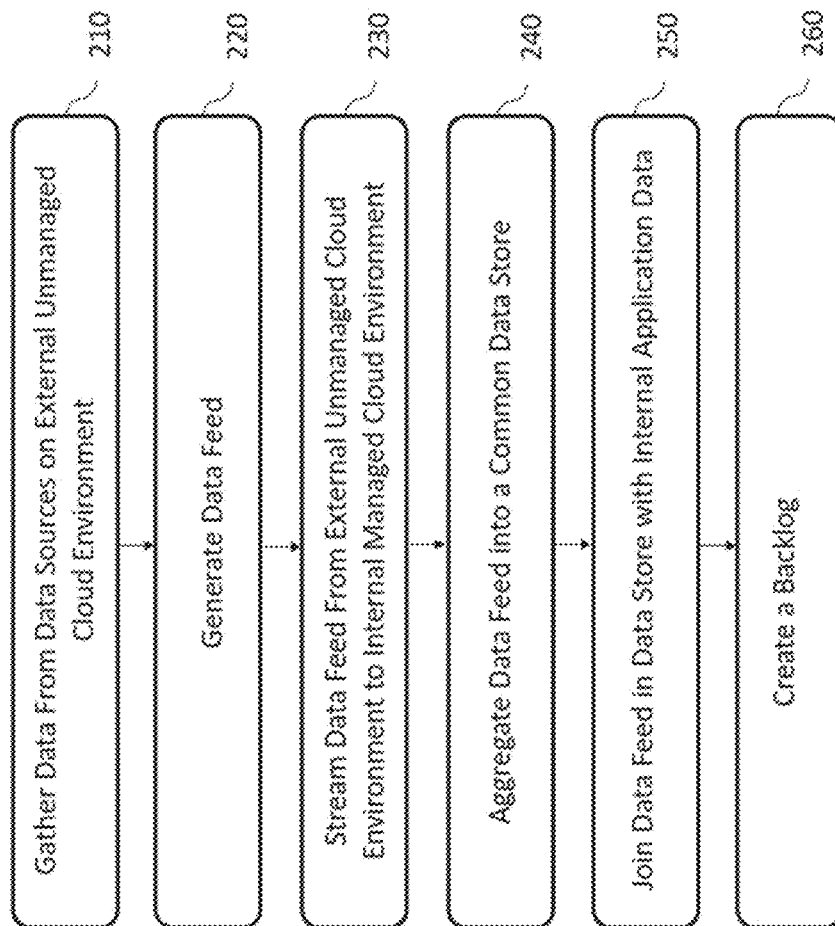 Gather Data From Data Sources on External Unmanaged
Cloud Environment
210
Generate Data Feed
220
Stream Data Feed From External Unmanaged Cloud
Environment to Internal Managed Cloud Environment
230
Aggregate Data Feed into a Common Data Store
240
Join Data Feed in Data Store with Internal Application Data
250
Create a Backlog
260